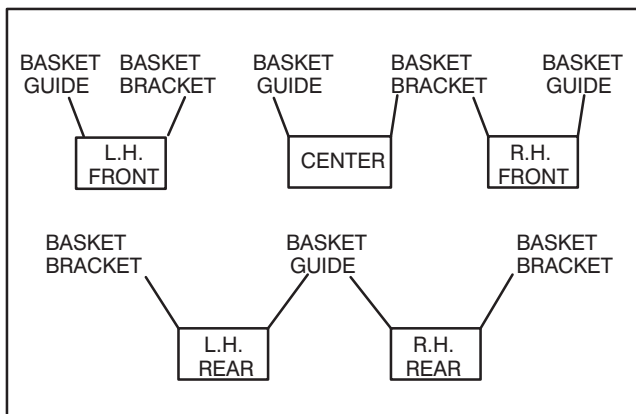 BASKET GUIDE
BASKET BRACKET
BASKET GUIDE
BASKET BRACKET
BASKET GUIDE
L.H. FRONT
CENTER
R.H. FRONT
BASKET BRACKET
BASKET GUIDE
BASKET BRACKET
L.H. REAR
R.H. REAR